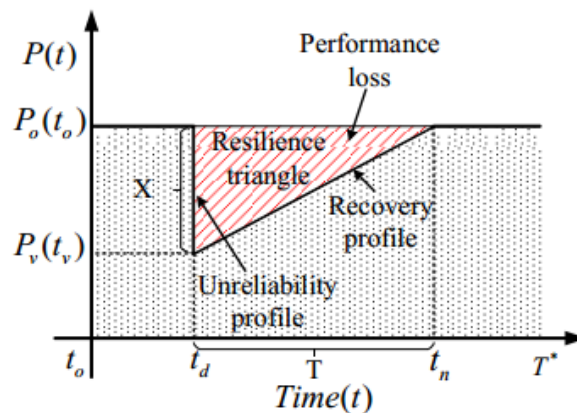 P(t)
Performance
loss
P_o(t_o)
Resilience
triangle
X
Recovery
profile
P_v(t_v)
Unreliability
profile
t_o
t_d
T
t_n
T*
Time(t)